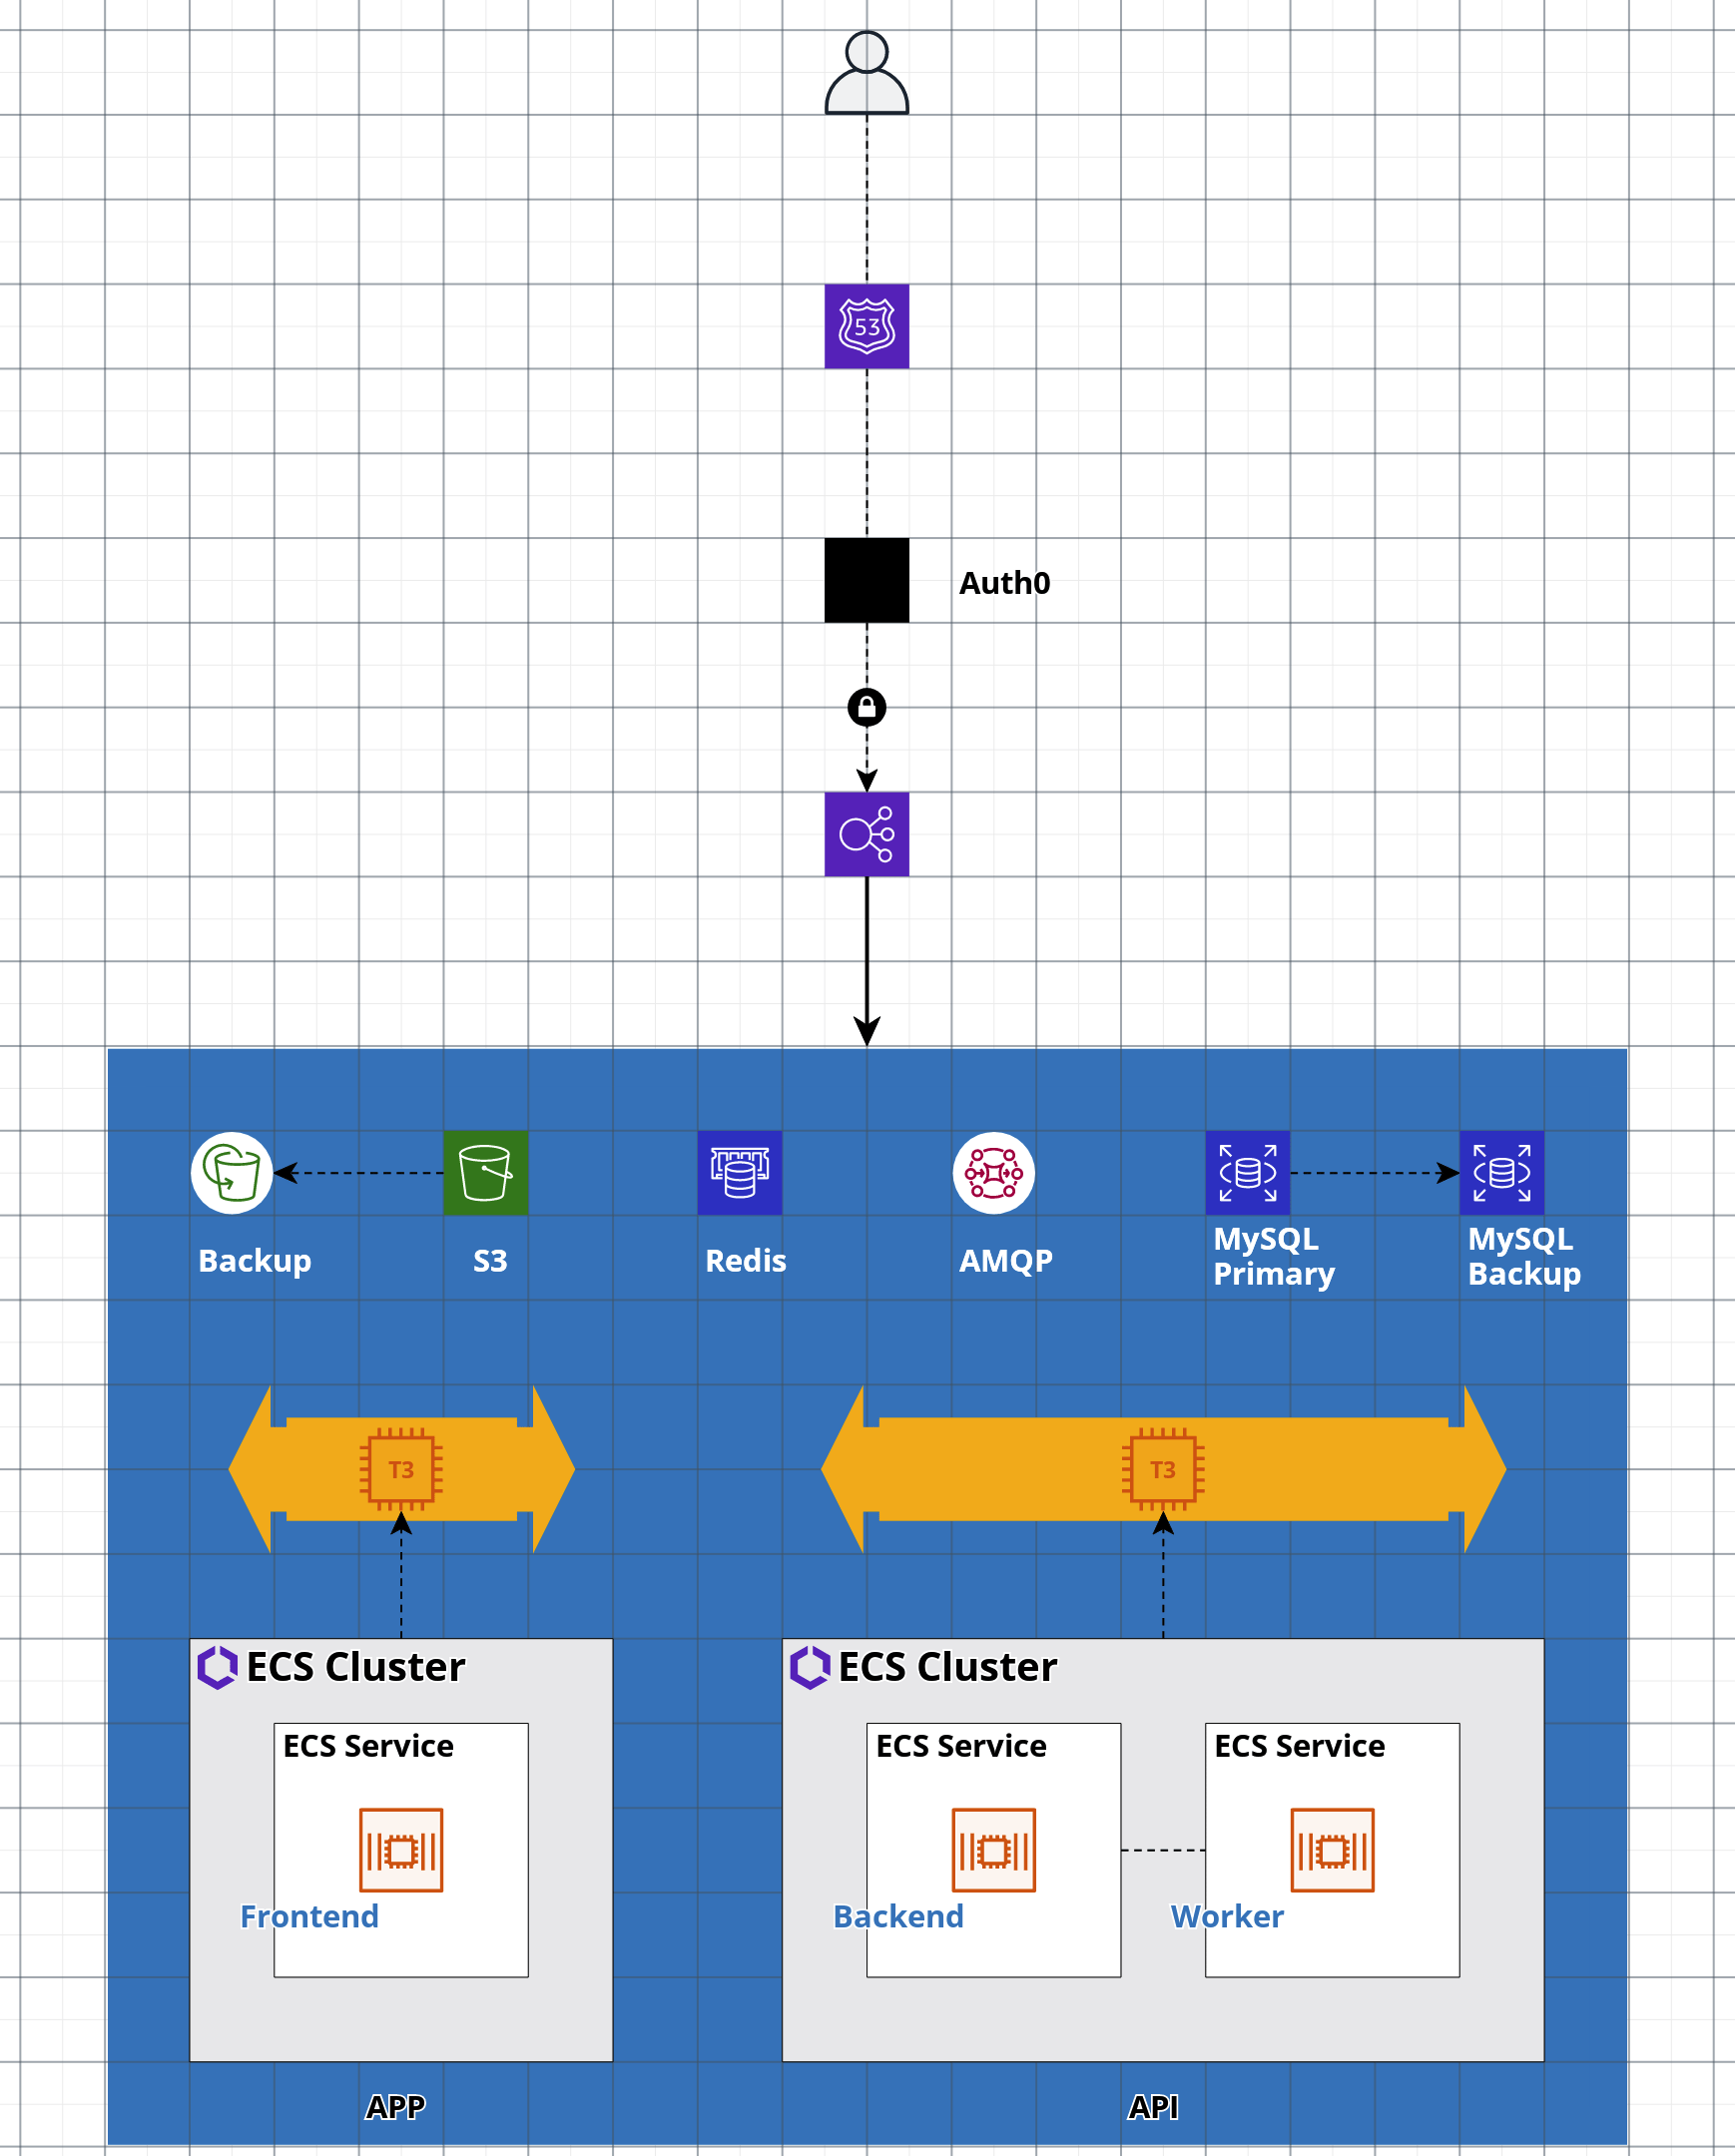 53
Auth0
Backup
S3
Redis
AMQP
MySQL
Primary
MySQL
Backup
T3
T3
ECS Cluster
ECS Cluster
ECS Service
ECS Service
ECS Service
Frontend
Backend
Worker
APP
API